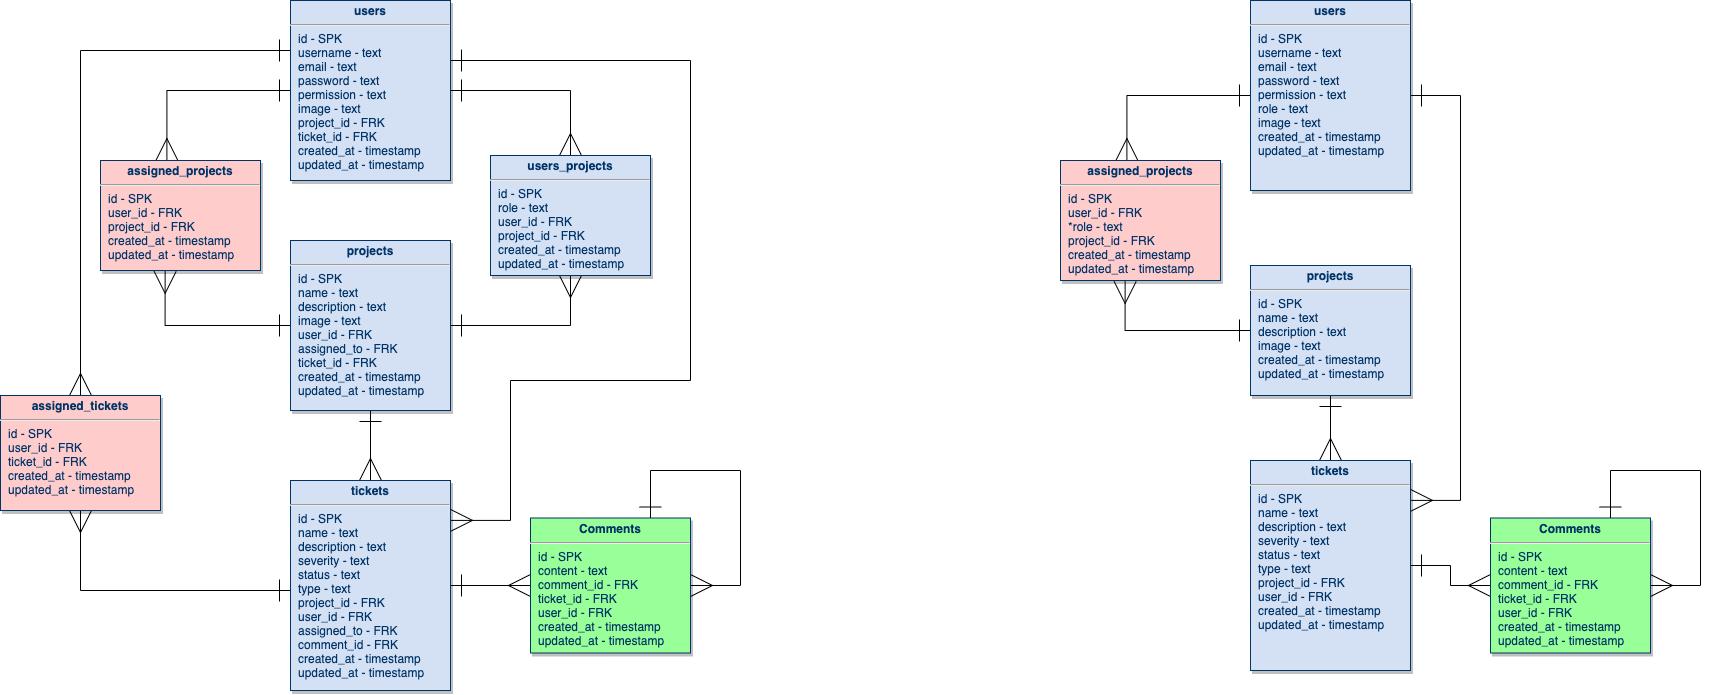 users
id - SPK
username - text
email - text
password - text
permission - text
image - text
project_id - FRK
ticket_id - FRK
created_at - timestamp
updated_at - timestamp
assigned_projects
id - SPK
user_id - FRK
project_id - FRK
created_at - timestamp
updated_at - timestamp
users_projects
id - SPK
role - text
user_id - FRK
project_id - FRK
created_at - timestamp
updated_at - timestamp
projects
id - SPK
name - text
description - text
image - text
user_id - FRK
assigned_to - FRK
ticket_id - FRK
created_at - timestamp
updated_at - timestamp
assigned_tickets
id - SPK
user_id - FRK
ticket_id - FRK
created_at - timestamp
updated_at - timestamp
tickets
id - SPK
name - text
description - text
severity - text
status - text
type - text
project_id - FRK
user_id - FRK
assigned_to - FRK
comment_id - FRK
created_at - timestamp
updated_at - timestamp
Comments
id - SPK
content - text
comment_id - FRK
ticket_id - FRK
user_id - FRK
created_at - timestamp
updated_at - timestamp
users
id - SPK
username - text
email - text
password - text
permission - text
role - text
image - text
created_at - timestamp
updated_at - timestamp
assigned_projects
id - SPK
user_id - FRK
*role - text
project_id - FRK
created_at - timestamp
updated_at - timestamp
projects
id - SPK
name - text
description - text
image - text
created_at - timestamp
updated_at - timestamp
tickets
id - SPK
name - text
description - text
severity - text
status - text
type - text
project_id - FRK
user_id - FRK
created_at - timestamp
updated_at - timestamp
Comments
id - SPK
content - text
comment_id - FRK
ticket_id - FRK
user_id - FRK
created_at - timestamp
updated_at - timestamp